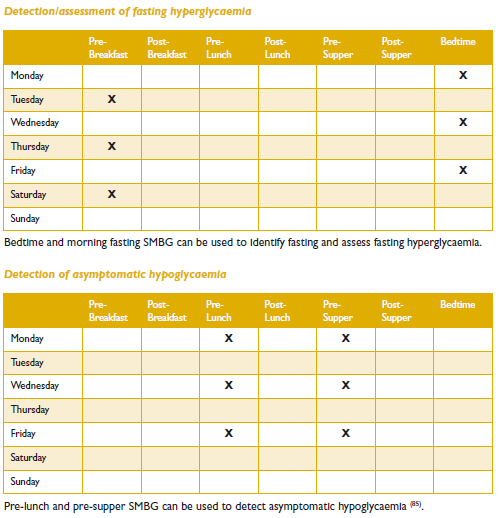 Detection/assessment of fasting hyperglycaemia
Pre-Breakfast Post-Breakfast Pre-Lunch Post-Lunch Pre-Supper Post-Supper Bedtime
Monday X
Tuesday X
Wednesday X
Thursday X
Friday X
Saturday X
Sunday
Bedtime and morning fasting SMBG can be used to identify fasting and assess fasting hyperglycaemia.
Detection of asymptomatic hypoglycaemia
Pre-Breakfast Post-Breakfast Pre-Lunch Post-Lunch Pre-Supper Post-Supper Bedtime
Monday X X
Tuesday
Wednesday X X
Thursday
Friday X X
Saturday
Sunday
Pre-lunch and pre-supper SMBG can be used to detect asymptomatic hypoglycaemia (85).